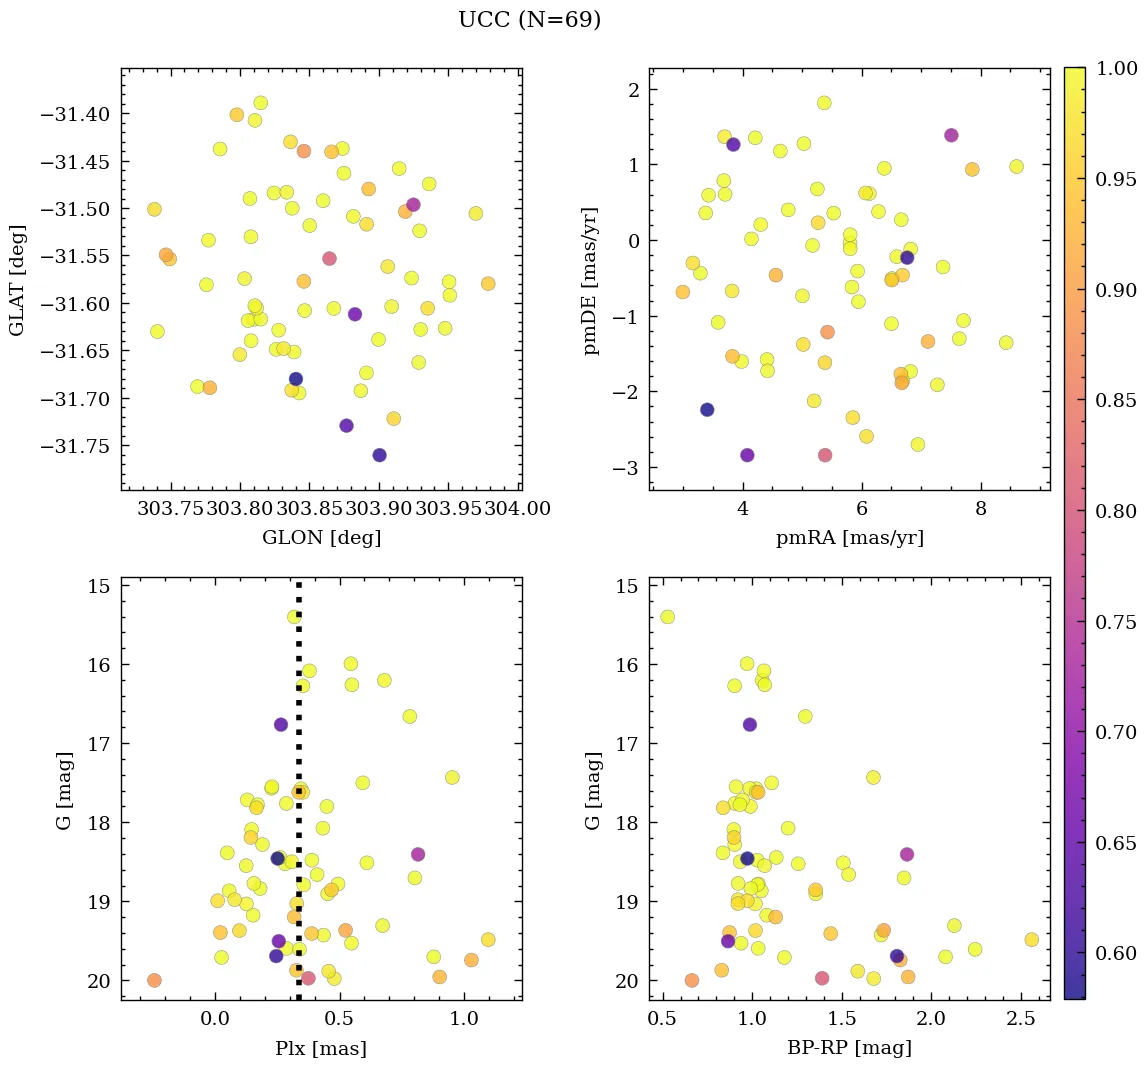 UCC (N=69)
−31.40
−31.45
−31.50
−31.55
−31.60
−31.65
−31.70
−31.75
GLAT [deg]
303.75 303.80 303.85 303.90 303.95 304.00
GLON [deg]
2
1
0
−1
−2
−3
pmDE [mas/yr]
4 6 8
pmRA [mas/yr]
1.00
0.95
0.90
0.85
0.80
0.75
0.70
0.65
0.60
15
16
17
18
19
20
G [mag]
0.0 0.5 1.0
Plx [mas]
15
16
17
18
19
20
G [mag]
0.5 1.0 1.5 2.0 2.5
BP-RP [mag]